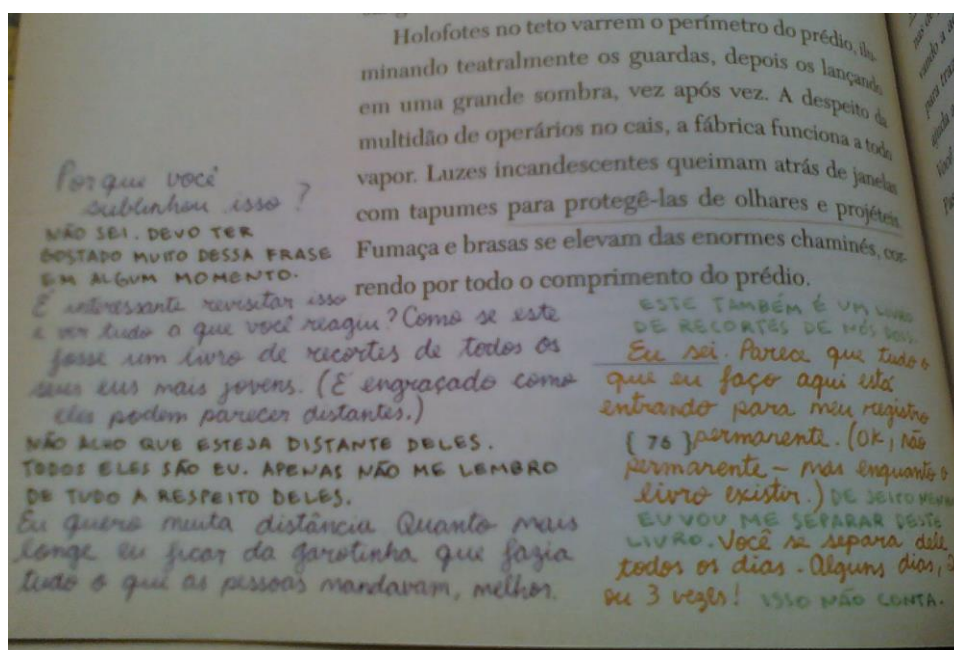 Holofotes no teto varrem o perímetro do prédio, ilu-
minando teatralmente os guardas, depois os lançando
em uma grande sombra, vez após vez. A despeito da
multidão de operários no cais, a fábrica funciona a todo
vapor. Luzes incandescentes queimam atrás de janelas
com tapumes para protegê-las de olhares e projéteis.
Fumaça e brasas se elevam das enormes chaminés, cor-
rendo por todo o comprimento do prédio.
Por que você
sublinhou isso?
NÃO SEI. DEVO TER
GOSTADO MUITO DESSA FRASE
EM ALGUM MOMENTO.
É interessante revisitar isso
e ver tudo o que você reagiu? Como se este
fosse um livro de recortes de todos os
seus eus mais jovens. (É engraçado como
eles podem parecer distantes.)
NÃO ACHO QUE ESTEJA DISTANTE DELES.
TODOS ELES SÃO EU. APENAS NÃO ME LEMBRO
DE TUDO A RESPEITO DELES.
Eu quero muita distância Quanto mais
longe eu ficar da garotinha que fazia
tudo o que as pessoas mandavam, melhor.
ESTE TAMBÉM É UM LIVRO
DE RECORTES DE NÓS DOIS.
Eu sei. Parece que tudo o
que eu faço aqui está
entrando para meu registro
{ 76 } permanente. (OK, não
permanente – mas enquanto o
livro existir.) DE JEITO NENHUM
EU VOU ME SEPARAR DESTE
LIVRO. Você se separa dele
todos os dias. Alguns dias, 2
ou 3 vezes! ISSO NÃO CONTA.